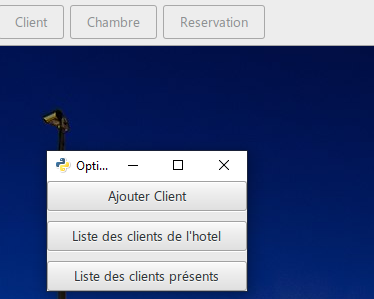 Client Chambre Reservation
Opti...
Ajouter Client
Liste des clients de l'hotel
Liste des clients présents